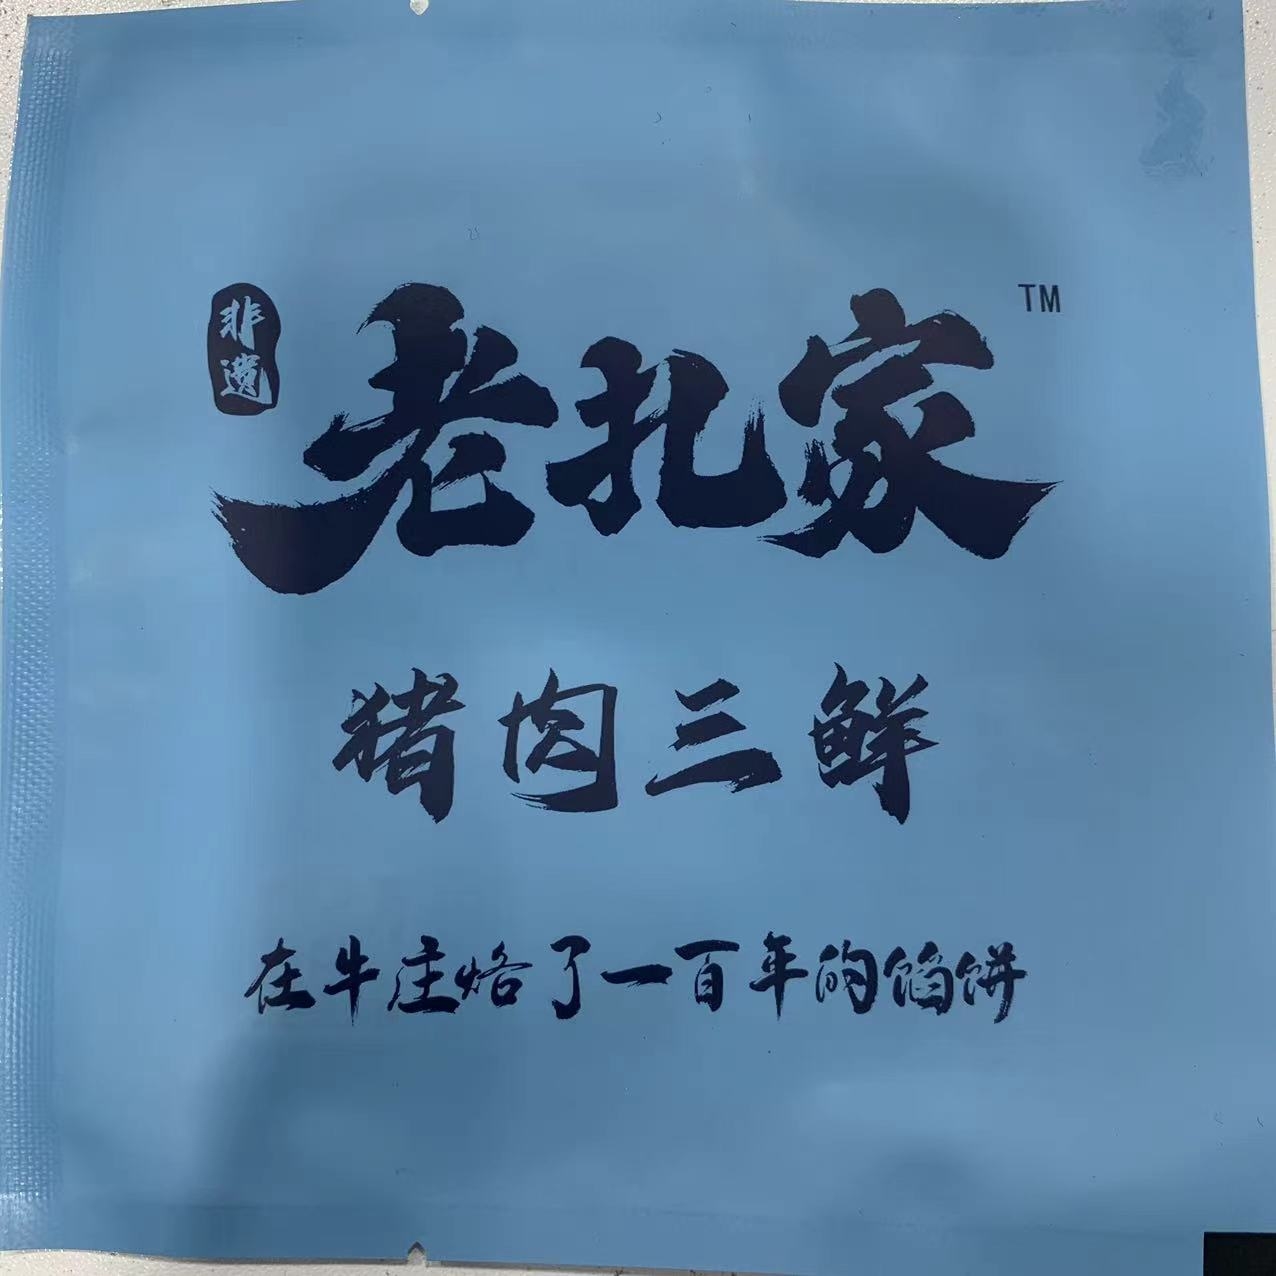 非遗
老扎家 TM
猪肉三鲜
在牛庄烙了一百年的馅饼